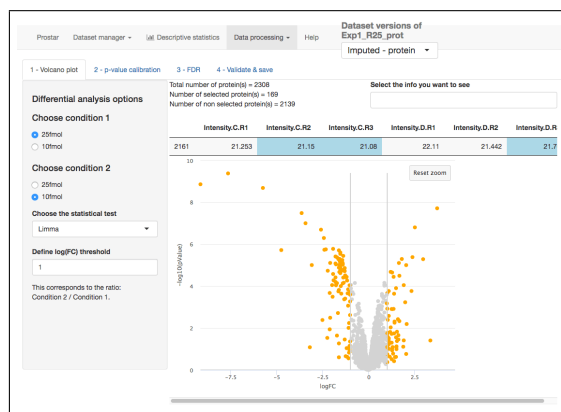 Dataset versions of
Exp1_R25_prot
Prostar Dataset manager Descriptive statistics Data processing Help Imputed - protein
1 - Volcano plot 2 - p-value calibration 3 - FDR 4 - Validate & save
Differential analysis options
Choose condition 1
25fmol
10fmol
Choose condition 2
25fmol
10fmol
Choose the statistical test
Limma
Define log(FC) threshold
1
This corresponds to the ratio:
Condition 2 / Condition 1.
Total number of protein(s) = 2308
Number of selected protein(s) = 169
Number of non selected protein(s) = 2139
Select the info you want to see
Intensity.C.R1 Intensity.C.R2 Intensity.C.R3 Intensity.D.R1 Intensity.D.R2 Intensity.D.R
2161 21.253 21.15 21.08 22.11 21.442 21.7
Reset zoom
10
8
6
4
2
0
-log10(pValue)
-7.5 -5 -2.5 0.0 2.5
logFC